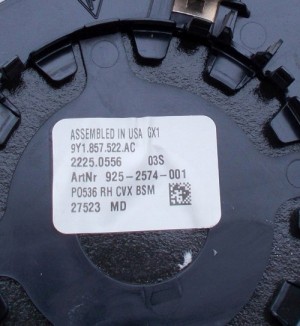 ASSEMBLED IN USA GX1
9Y1.857.522.AC
2225.0556 03S
ArtNr 925-2574-001
PO536 RH CVX BSM
27523 MD